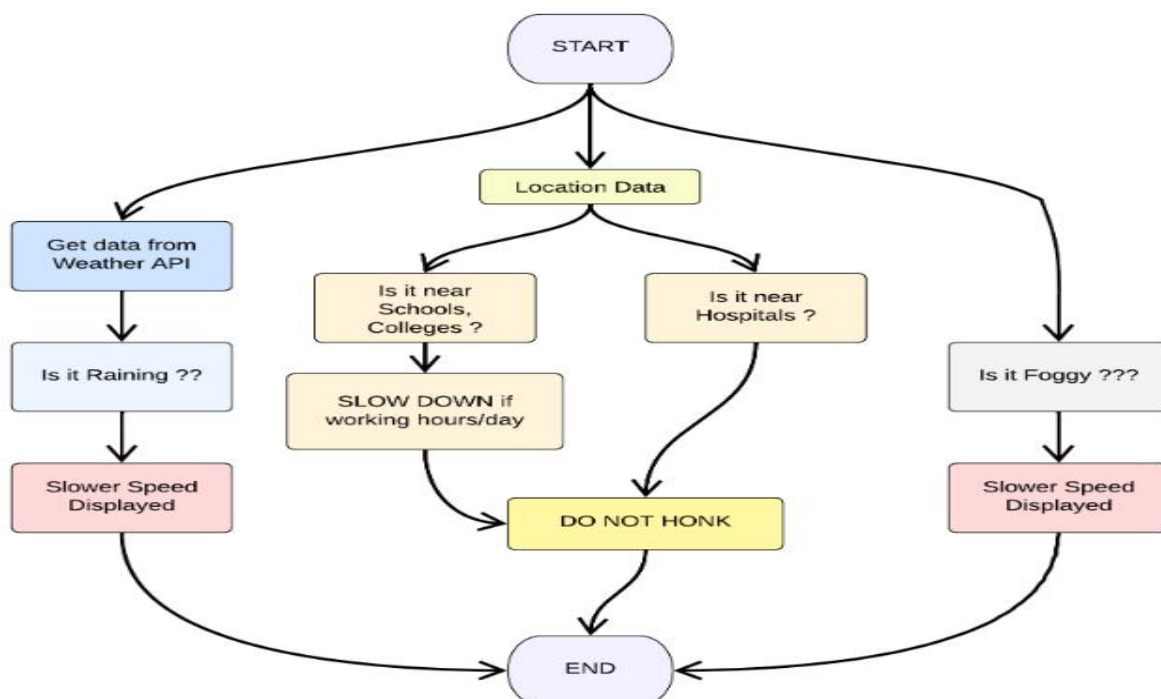 START
Location Data
Get data from
Weather API
Is it near
Schools,
Colleges ?
Is it near
Hospitals ?
Is it Raining ??
SLOW DOWN if
working hours/day
Is it Foggy ???
Slower Speed
Displayed
DO NOT HONK
Slower Speed
Displayed
END